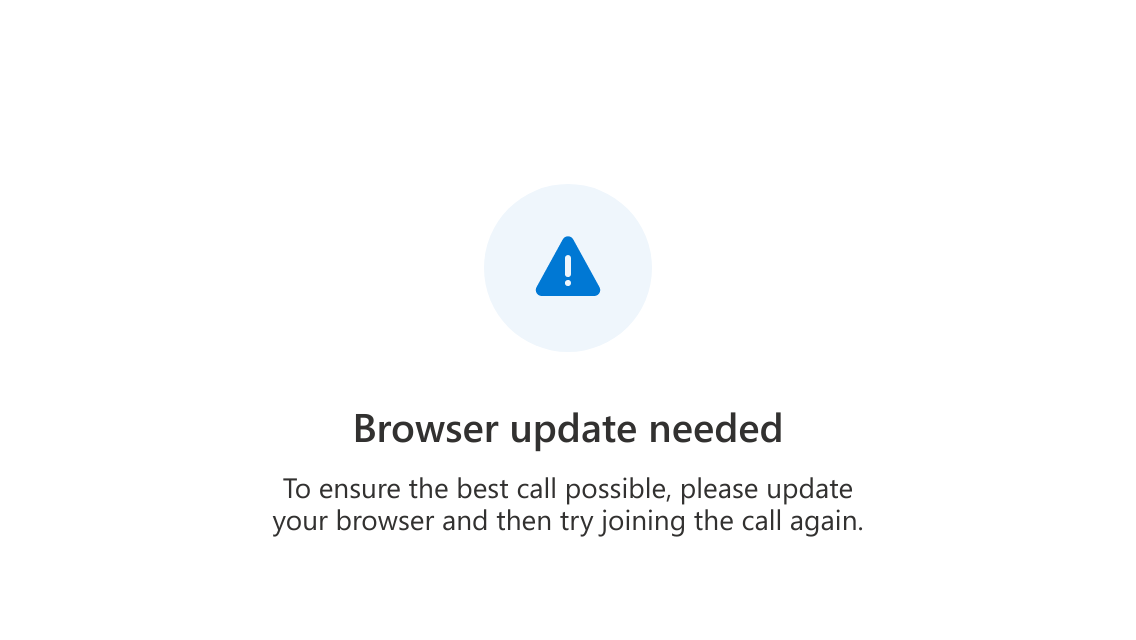 Browser update needed
To ensure the best call possible, please update
your browser and then try joining the call again.